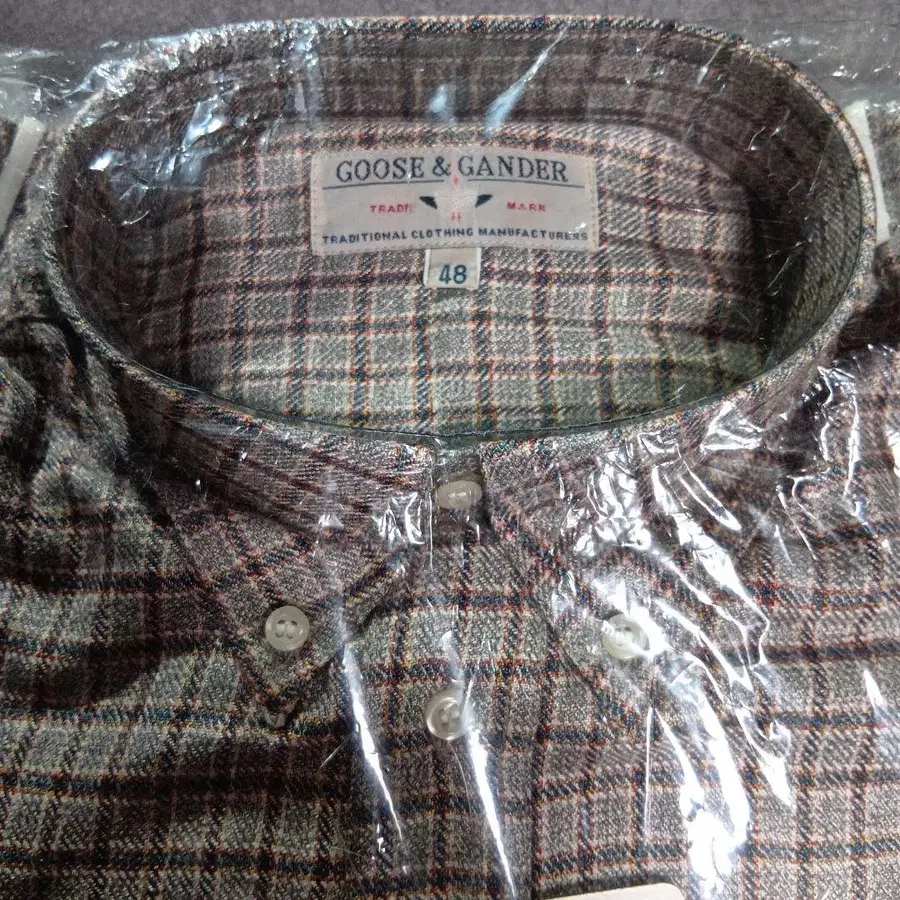 GOOSE & GANDER
TRADE MARK
TRADITIONAL CLOTHING MANUFACTURERS
48